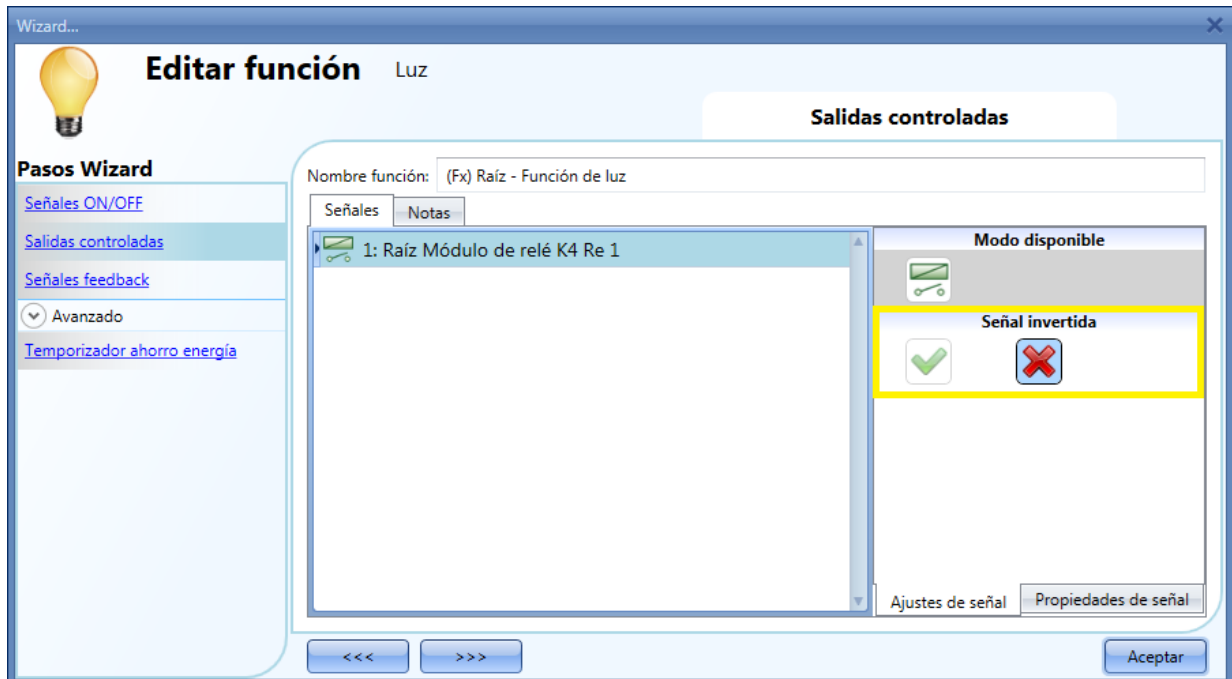 Wizard...
Editar función Luz
Salidas controladas
Pasos Wizard
Señales ON/OFF
Salidas controladas
Señales feedback
Avanzado
Temporizador ahorro energía
Nombre función: (Fx) Raíz - Función de luz
Señales Notas
1: Raíz Módulo de relé K4 Re 1
Modo disponible
Señal invertida
Ajustes de señal Propiedades de señal
<<< >>> Aceptar